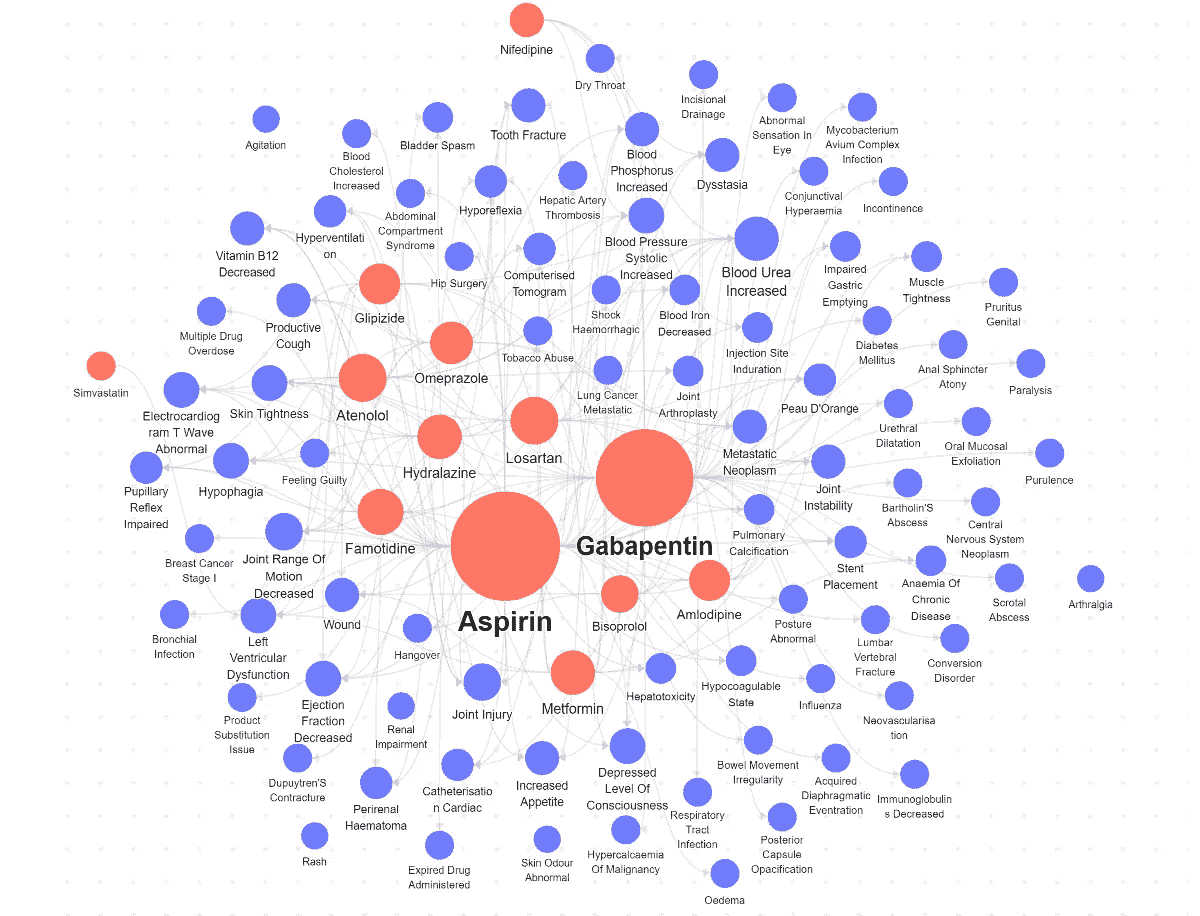 Nifedipine
Dry Throat
Incisional
Drainage
Abnormal
Sensation In
Eye
Mycobacterium
Avium Complex
Infection
Agitation
Blood
Cholesterol
Increased
Bladder Spasm
Tooth Fracture
Blood
Phosphorus
Increased
Dysstasia
Conjunctival
Hyperaemia
Incontinence
Hyperventilati
on
Abdominal
Compartment
Syndrome
Hyporeflexia
Hepatic Artery
Thrombosis
Vitamin B12
Decreased
Hip Surgery
Computerised
Tomogram
Blood Pressure
Systolic
Increased
Blood Urea
Increased
Impaired
Gastric
Emptying
Muscle
Tightness
Pruritus
Genital
Multiple Drug
Overdose
Productive
Cough
Glipizide
Shock
Haemorrhagic
Blood Iron
Decreased
Injection Site
Induration
Diabetes
Mellitus
Anal Sphincter
Atony
Paralysis
Simvastatin
Electrocardiog
ram T Wave
Abnormal
Skin Tightness
Atenolol
Omeprazole
Tobacco Abuse
Lung Cancer
Metastatic
Joint
Arthroplasty
Peau D'Orange
Urethral
Dilatation
Oral Mucosal
Exfoliation
Purulence
Pupillary
Reflex
Impaired
Hypophagia
Feeling Guilty
Hydralazine
Losartan
Metastatic
Neoplasm
Joint
Instability
Bartholin'S
Abscess
Central
Nervous System
Neoplasm
Breast Cancer
Stage I
Joint Range Of
Motion
Decreased
Famotidine
Gabapentin
Pulmonary
Calcification
Stent
Placement
Anaemia Of
Chronic
Disease
Scrotal
Abscess
Arthralgia
Bronchial
Infection
Left
Ventricular
Dysfunction
Wound
Hangover
Aspirin
Bisoprolol
Amlodipine
Posture
Abnormal
Lumbar
Vertebral
Fracture
Conversion
Disorder
Product
Substitution
Issue
Ejection
Fraction
Decreased
Renal
Impairment
Joint Injury
Metformin
Hepatotoxicity
Hypocoagulable
State
Influenza
Neovascularisa
tion
Dupuytren'S
Contracture
Perirenal
Haematoma
Catheterisatio
n Cardiac
Increased
Appetite
Depressed
Level Of
Consciousness
Bowel Movement
Irregularity
Acquired
Diaphragmatic
Eventration
Immunoglobulin
s Decreased
Rash
Expired Drug
Administered
Skin Odour
Abnormal
Hypercalcaemia
Of Malignancy
Respiratory
Tract
Infection
Posterior
Capsule
Opacification
Oedema